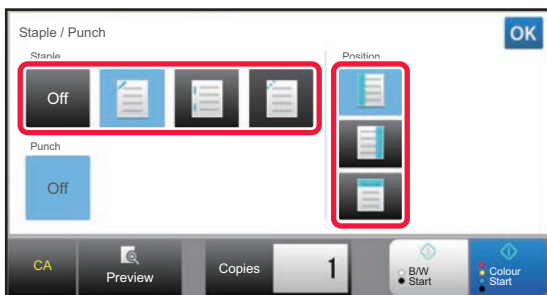 Staple / Punch
OK
Staple
Position
Off
Punch
Off
CA
Preview
Copies
1
B/W
Start
Colour
Start